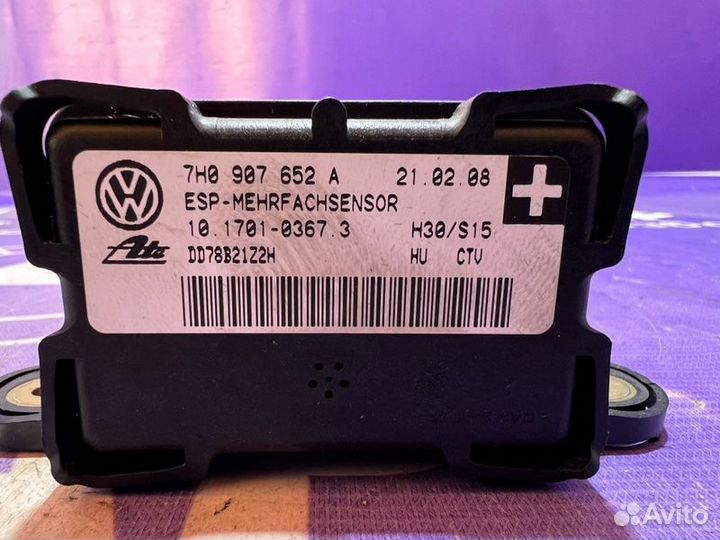 7H0 907 652 A 21.02.08
ESP-MEHRFACHSENSOR
10.1701-0367.3 H30/S15
Ate DD78B21Z2H HU CTV
Avito